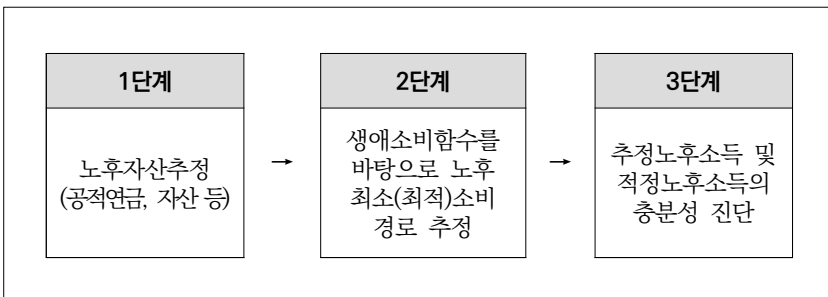 1단계
노후자산추정
(공적연금, 자산 등)
→
2단계
생애소비함수를
바탕으로 노후
최소(최적)소비
경로 추정
→
3단계
추정노후소득 및
적정노후소득의
충분성 진단